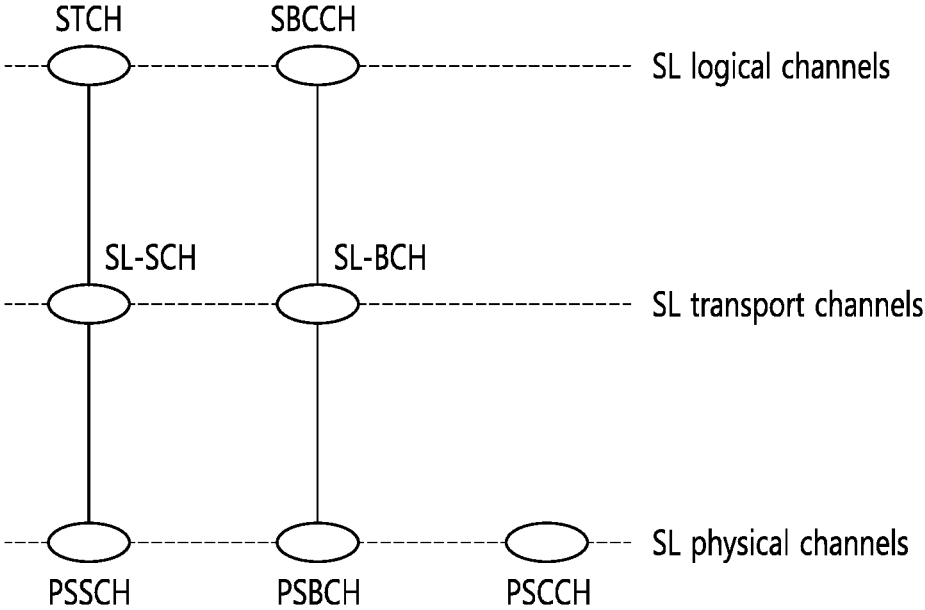 STCH SBCCH
SL logical channels
SL-SCH SL-BCH
SL transport channels
SL physical channels
PSSCH PSBCH PSCCH